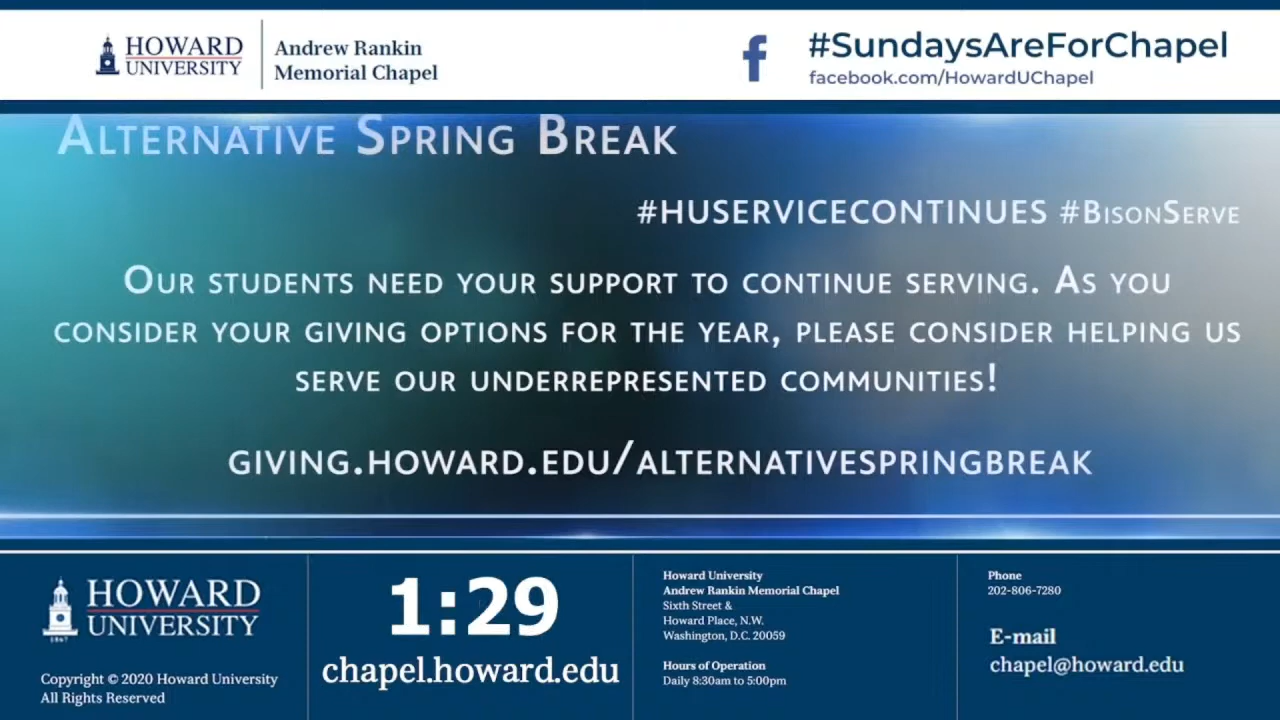 HOWARD
UNIVERSITY
Andrew Rankin
Memorial Chapel
#SundaysAreForChapel
facebook.com/HowardUChapel
ALTERNATIVE SPRING BREAK
#HUSERVICECONTINUES #BISONSERVE
OUR STUDENTS NEED YOUR SUPPORT TO CONTINUE SERVING. AS YOU
CONSIDER YOUR GIVING OPTIONS FOR THE YEAR, PLEASE CONSIDER HELPING US
SERVE OUR UNDERREPRESENTED COMMUNITIES!
GIVING.HOWARD.EDU/ALTERNATIVESPRINGBREAK
HOWARD
UNIVERSITY
1867
Copyright © 2020 Howard University
All Rights Reserved
1:29
chapel.howard.edu
Howard University
Andrew Rankin Memorial Chapel
Sixth Street &
Howard Place, N.W.
Washington, D.C. 20059
Hours of Operation
Daily 8:30am to 5:00pm
Phone
202-806-7280
E-mail
chapel@howard.edu